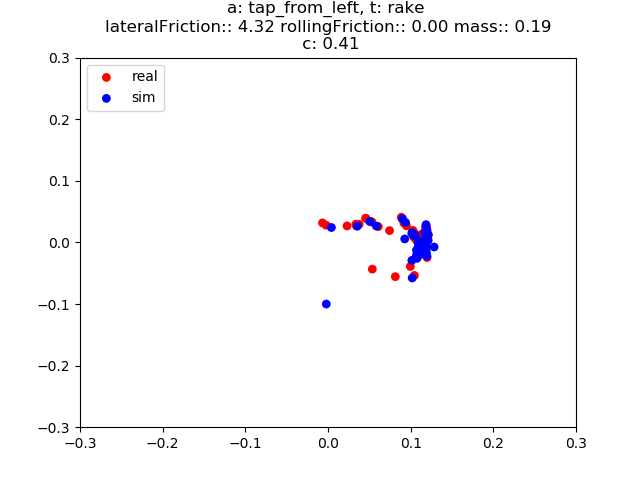 a: tap_from_left, t: rake
lateralFriction:: 4.32 rollingFriction:: 0.00 mass:: 0.19
c: 0.41
real
sim
0.3
0.2
0.1
0.0
−0.1
−0.2
−0.3
−0.3
−0.2
−0.1
0.0
0.1
0.2
0.3